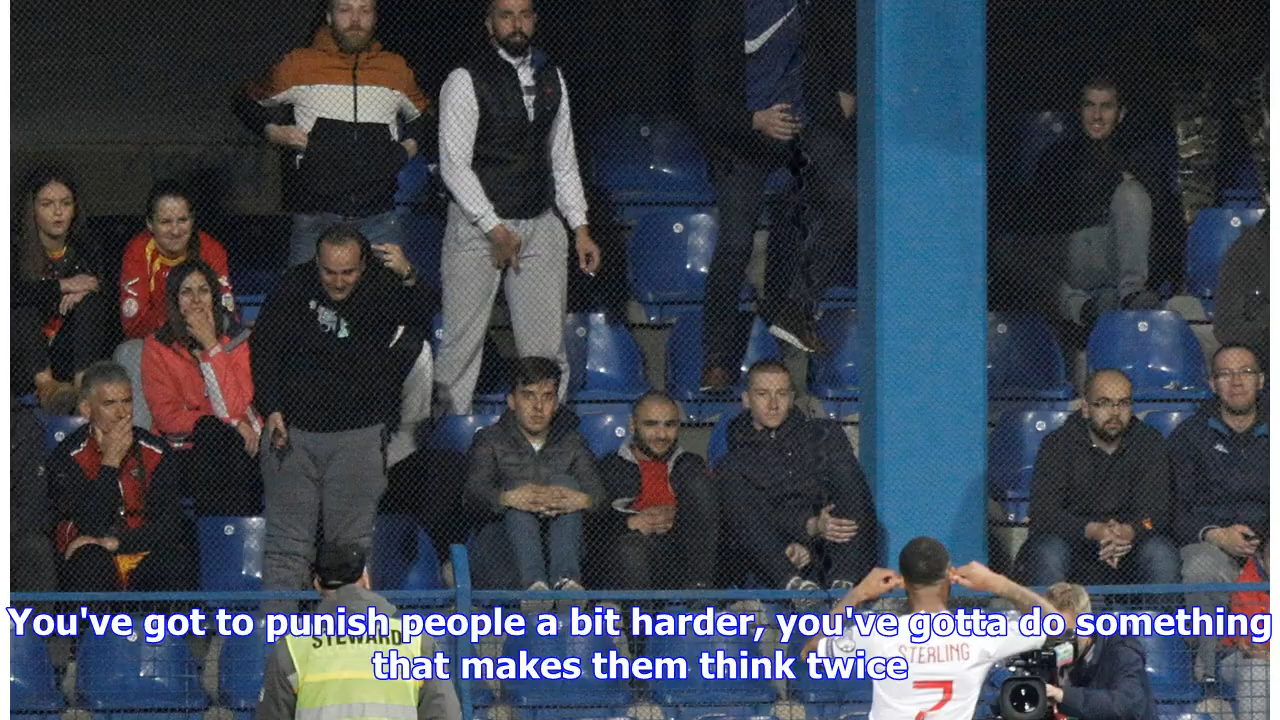 You've got to punish people a bit harder, you've gotta do something
that makes them think twice
STEWARD
STERLING
7